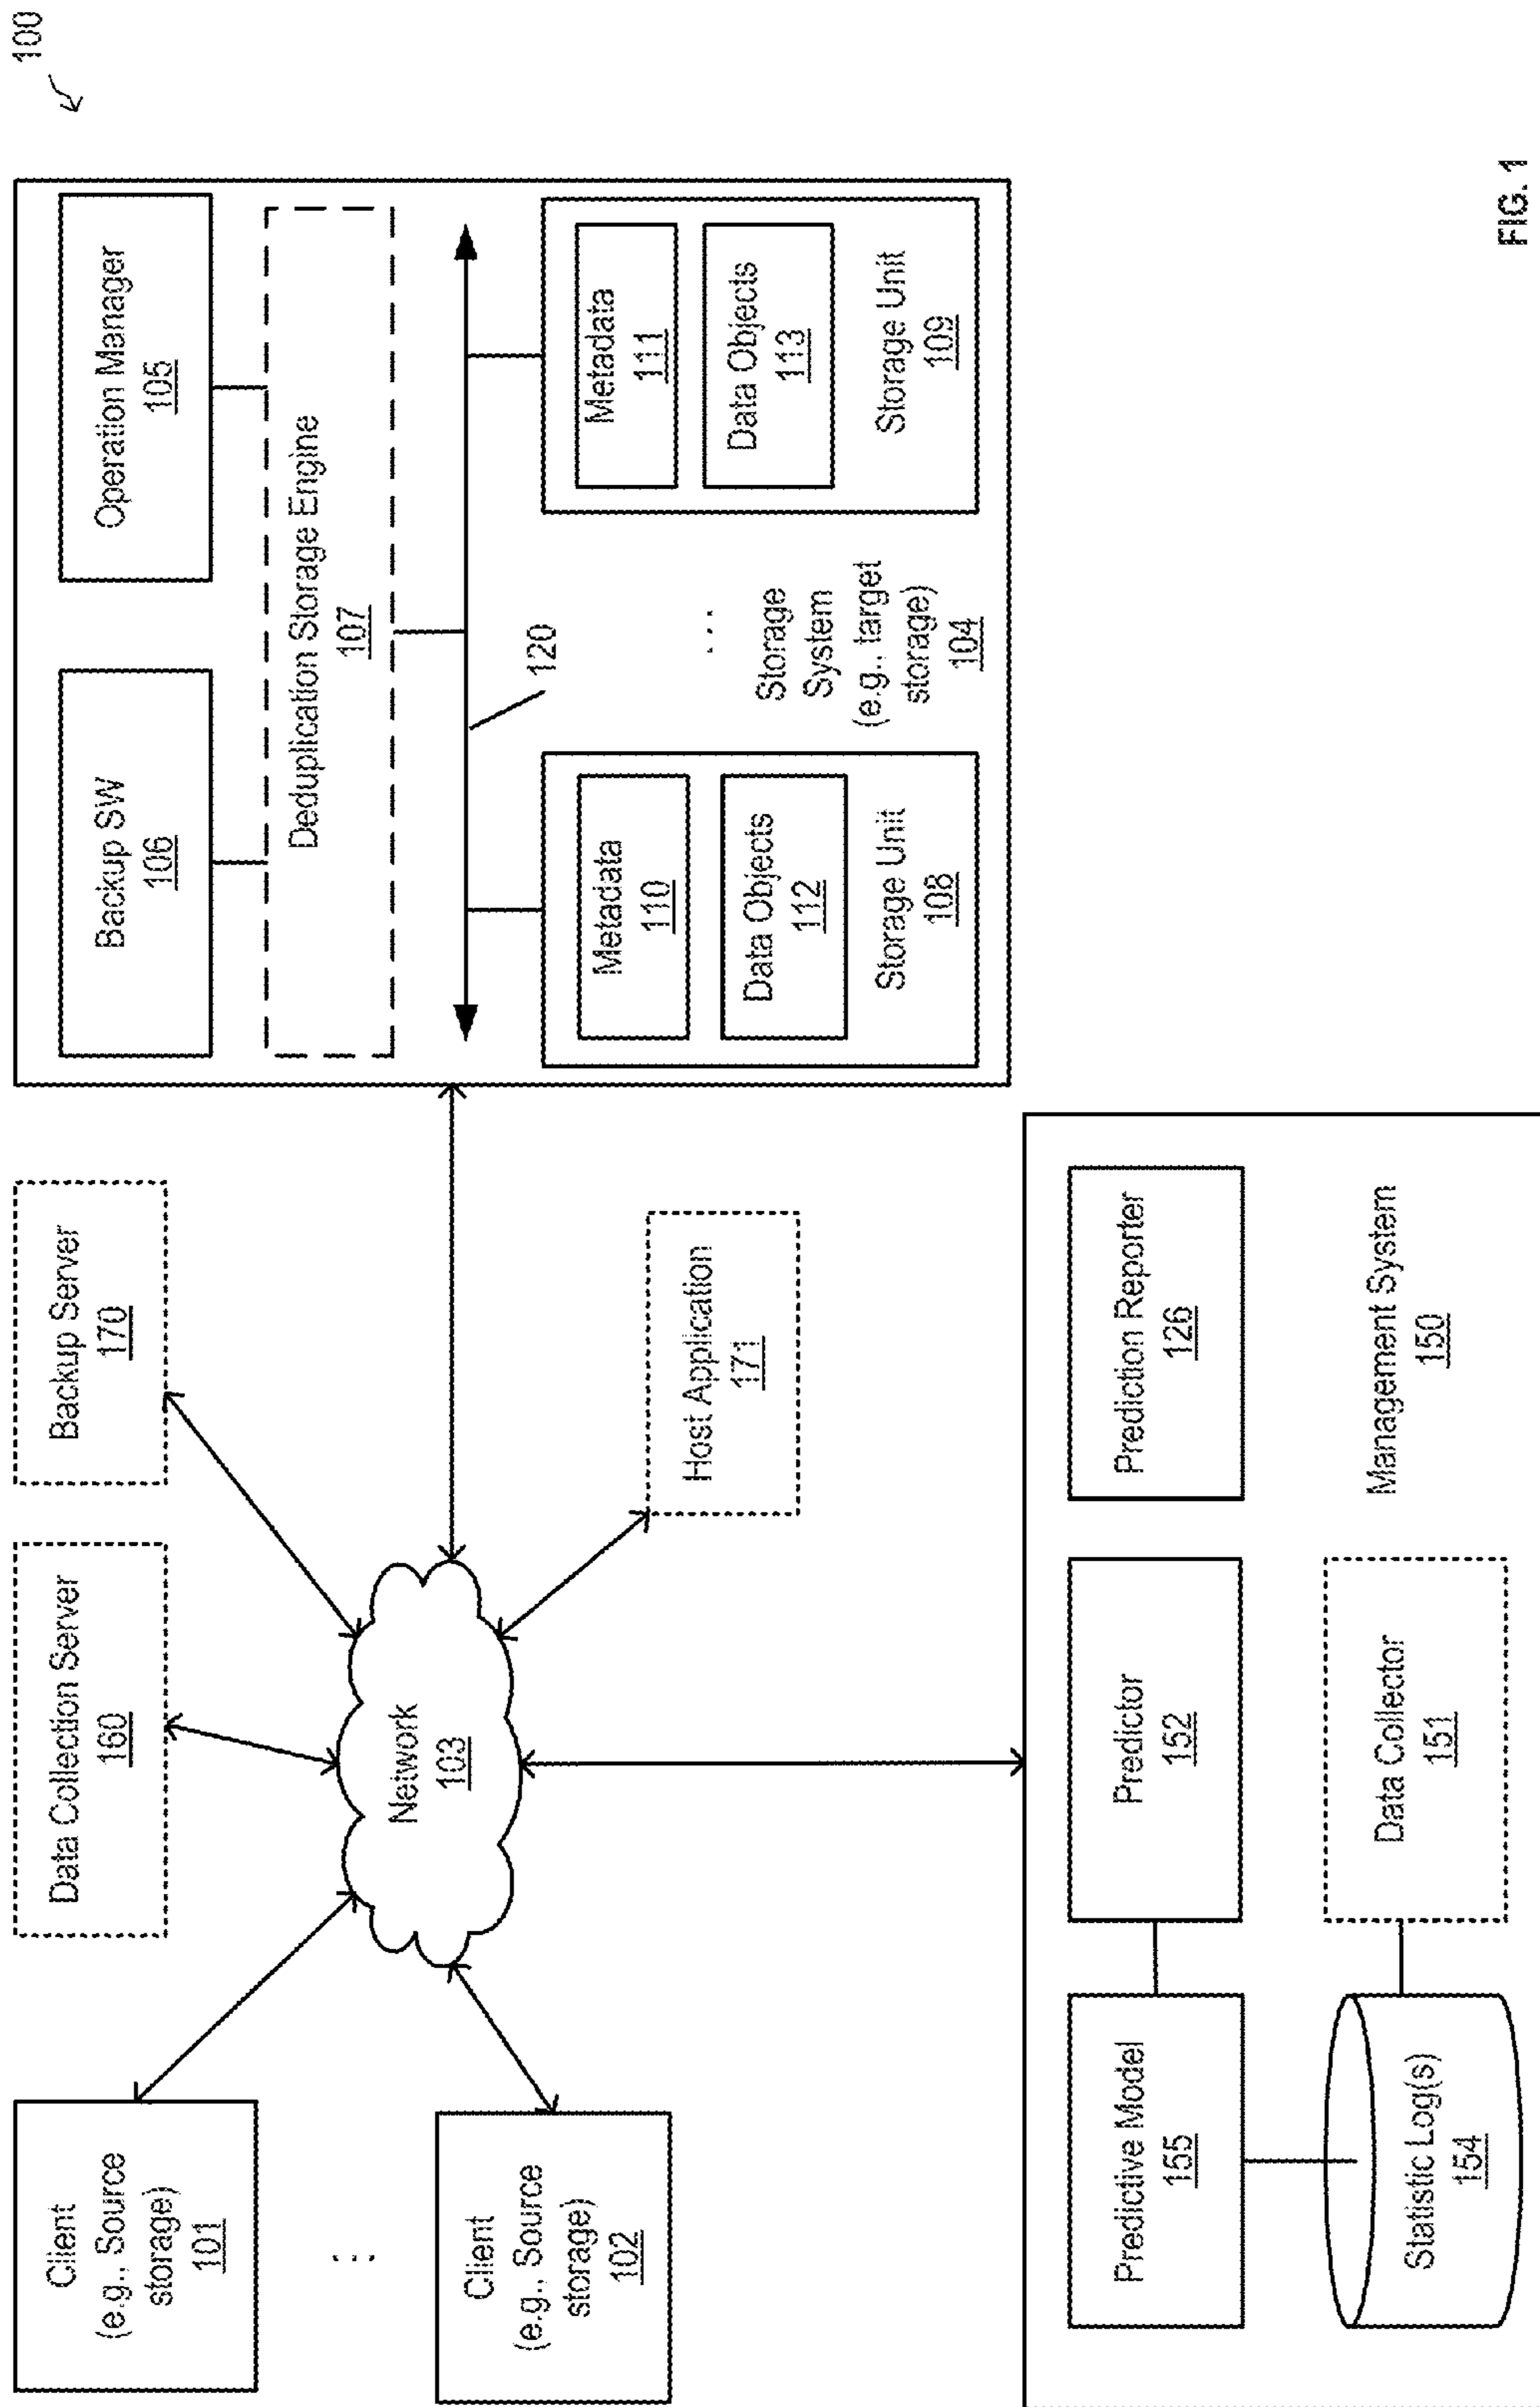 100
Client
(e.g., Source
storage)
101
Client
(e.g., Source
storage)
102
Data Collection Server
160
Backup Server
170
Network
103
Host Application
171
Backup SW
106
Operation Manager
105
Deduplication Storage Engine
107
120
Metadata
110
Data Objects
112
Storage Unit
108
...
Storage
System
(e.g., target
storage)
104
Metadata
111
Data Objects
113
Storage Unit
109
Predictive Model
155
Predictor
152
Prediction Reporter
126
Statistic Log(s)
154
Data Collector
151
Management System
150
FIG. 1